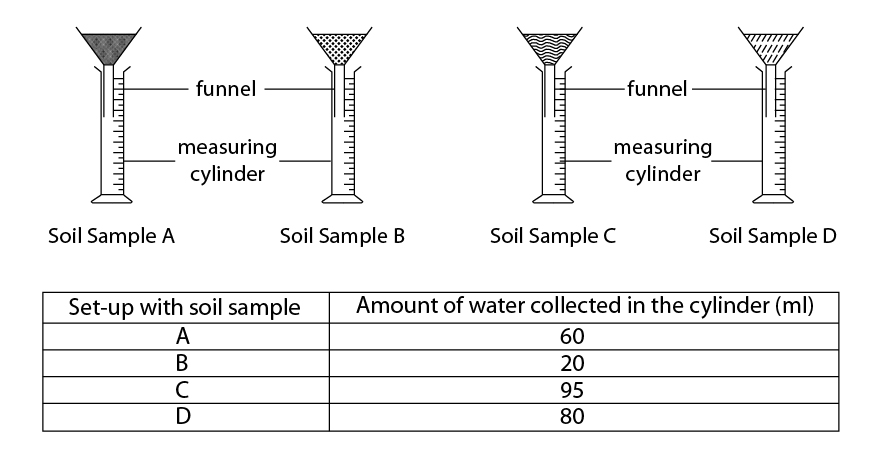 funnel
funnel
measuring
cylinder
measuring
cylinder
Soil Sample A
Soil Sample B
Soil Sample C
Soil Sample D
Set-up with soil sample
Amount of water collected in the cylinder (ml)
A
60
B
20
C
95
D
80